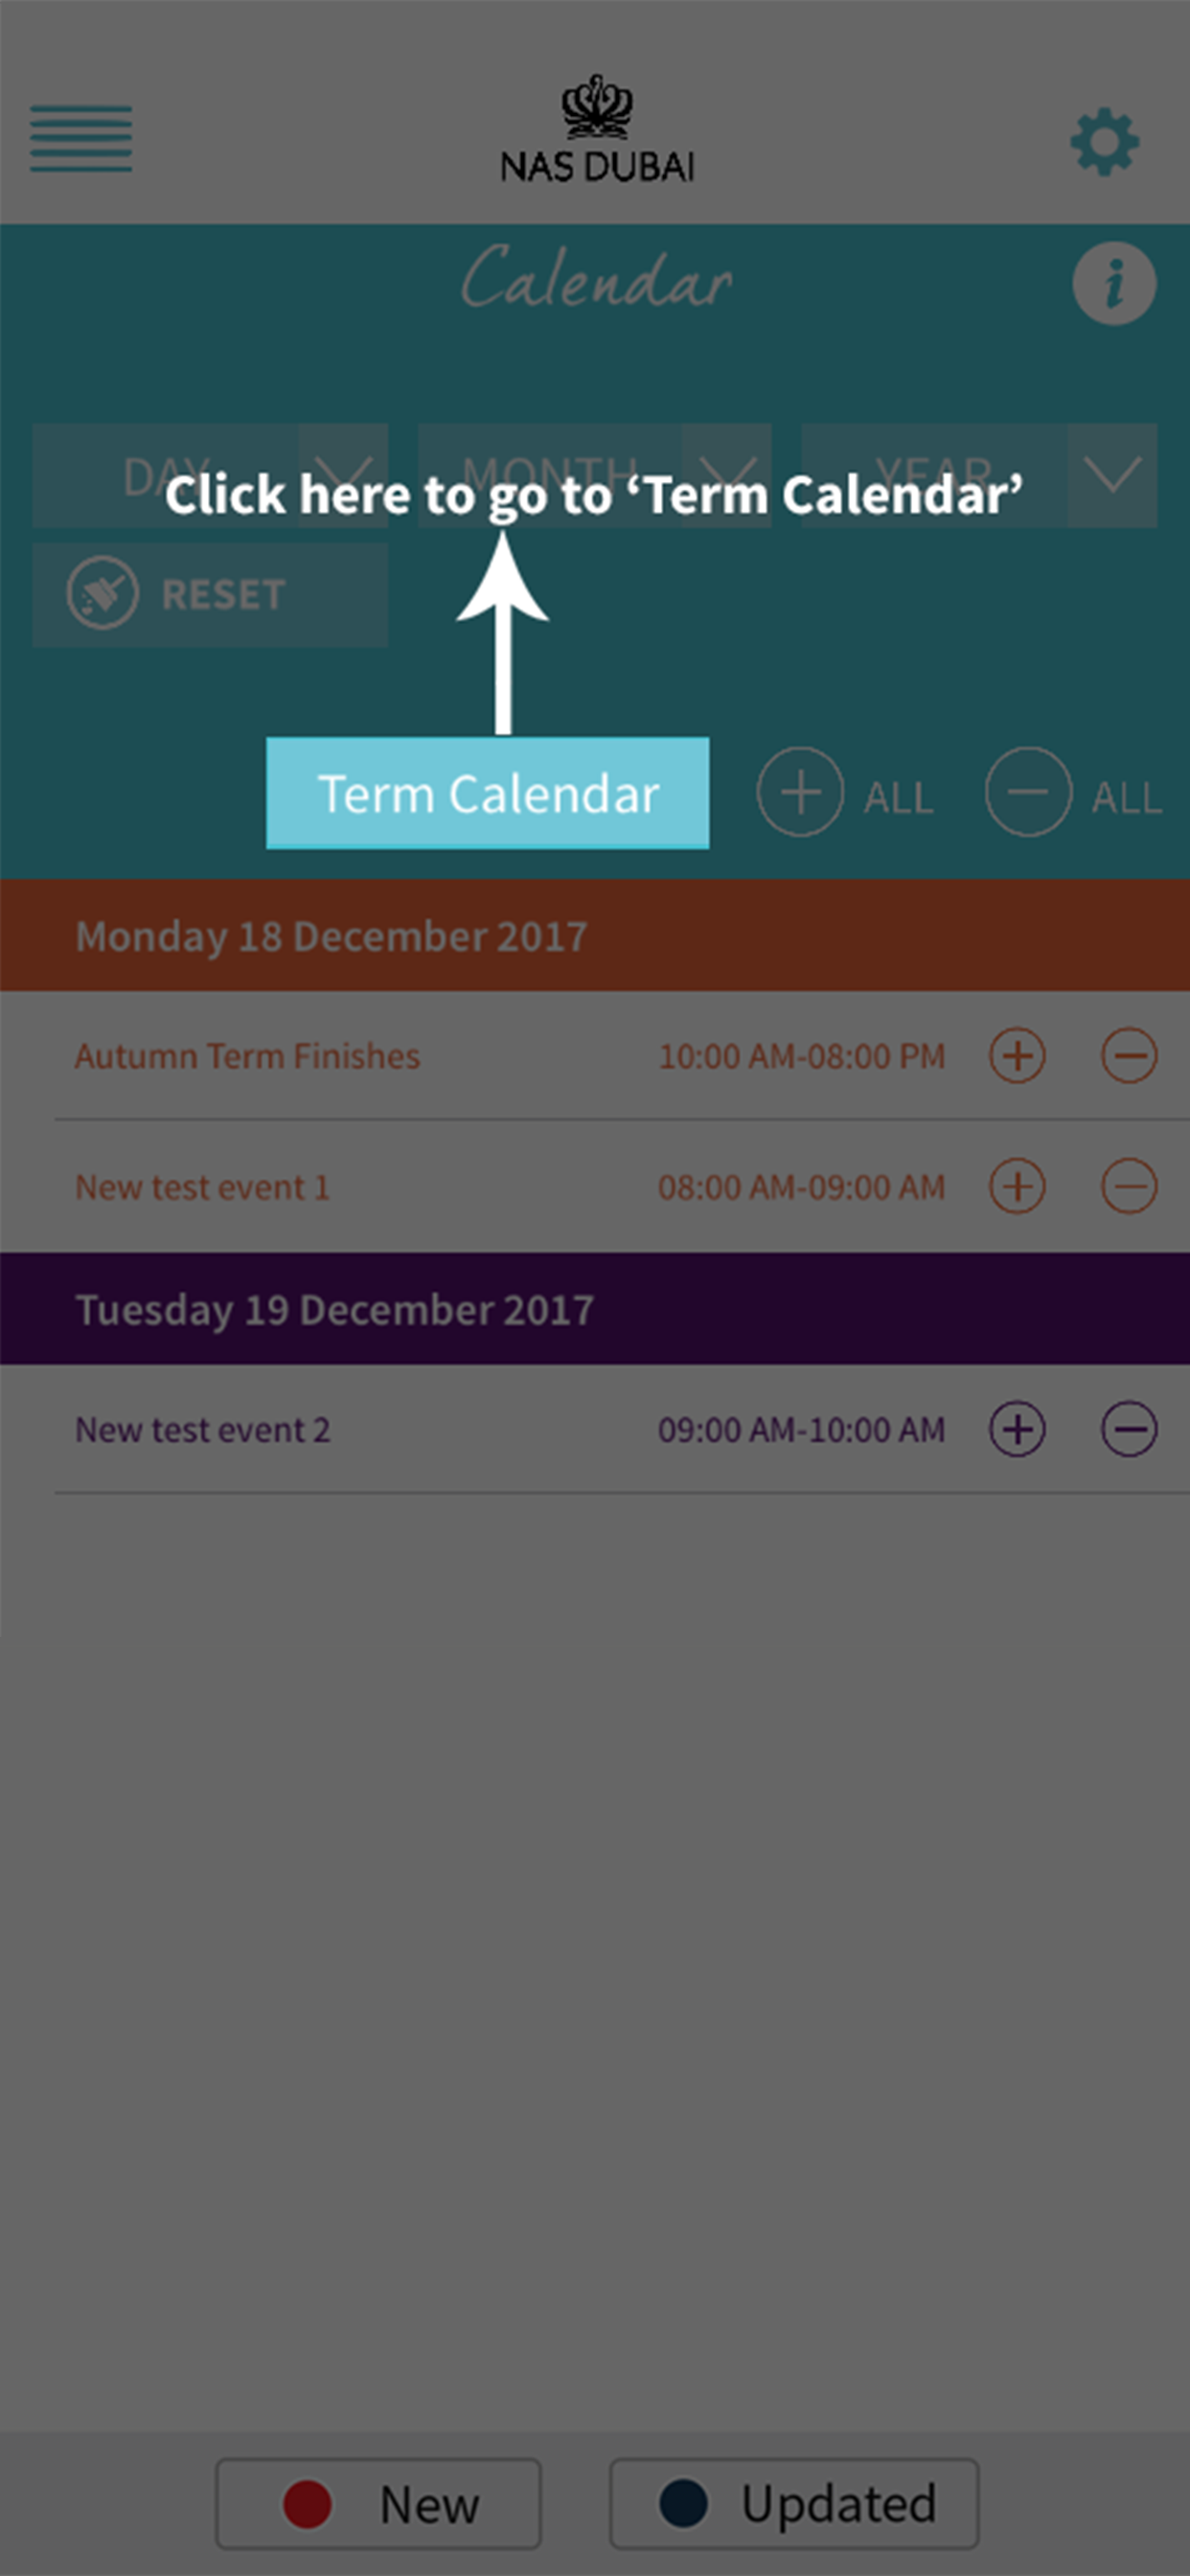 NAS DUBAI
Calendar
i
DAY MONTH YEAR
Click here to go to ‘Term Calendar’
RESET
Term Calendar ALL ALL
Monday 18 December 2017
Autumn Term Finishes 10:00 AM-08:00 PM
New test event 1 08:00 AM-09:00 AM
Tuesday 19 December 2017
New test event 2 09:00 AM-10:00 AM
New Updated